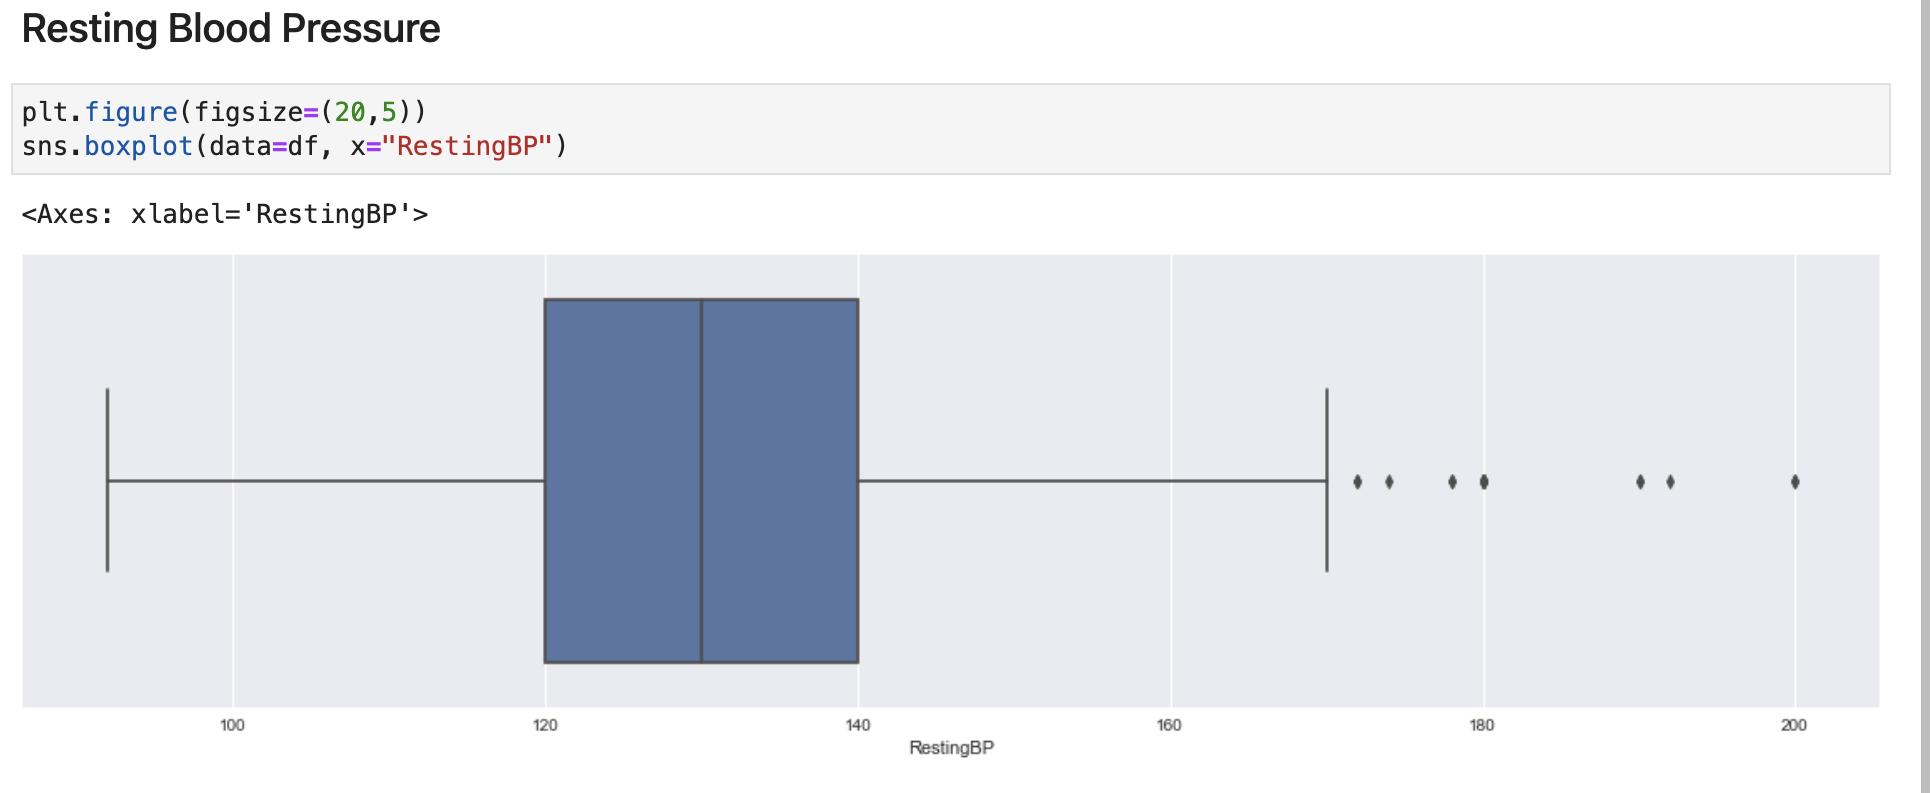 Resting Blood Pressure
plt.figure(figsize=(20,5))
sns.boxplot(data=df, x="RestingBP")
<Axes: xlabel='RestingBP'>
100 120 140 160 180 200
RestingBP